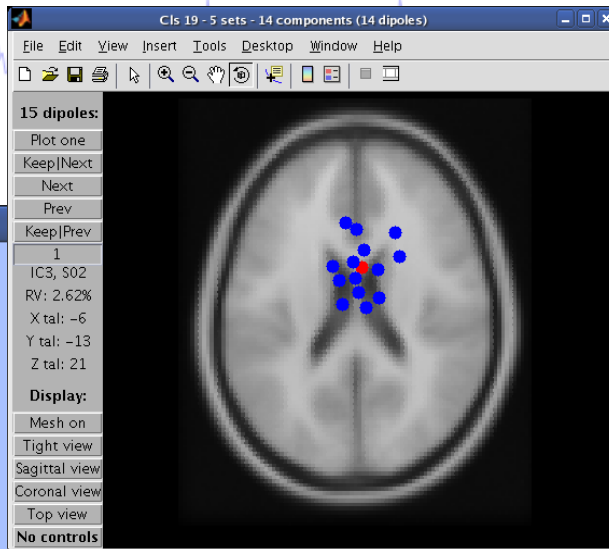 Cls 19 - 5 sets - 14 components (14 dipoles)
File Edit View Insert Tools Desktop Window Help
15 dipoles:
Plot one
Keep|Next
Next
Prev
Keep|Prev
1
IC3, S02
RV: 2.62%
X tal: -6
Y tal: -13
Z tal: 21
Display:
Mesh on
Tight view
Sagittal view
Coronal view
Top view
No controls